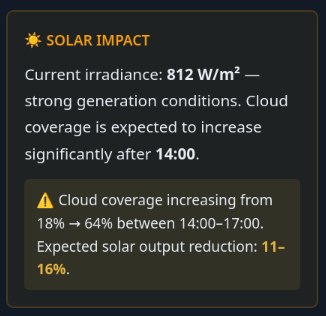 ☀️ SOLAR IMPACT
Current irradiance: 812 W/m² —
strong generation conditions. Cloud
coverage is expected to increase
significantly after 14:00.
⚠️ Cloud coverage increasing from
18% → 64% between 14:00–17:00.
Expected solar output reduction: 11–
16%.